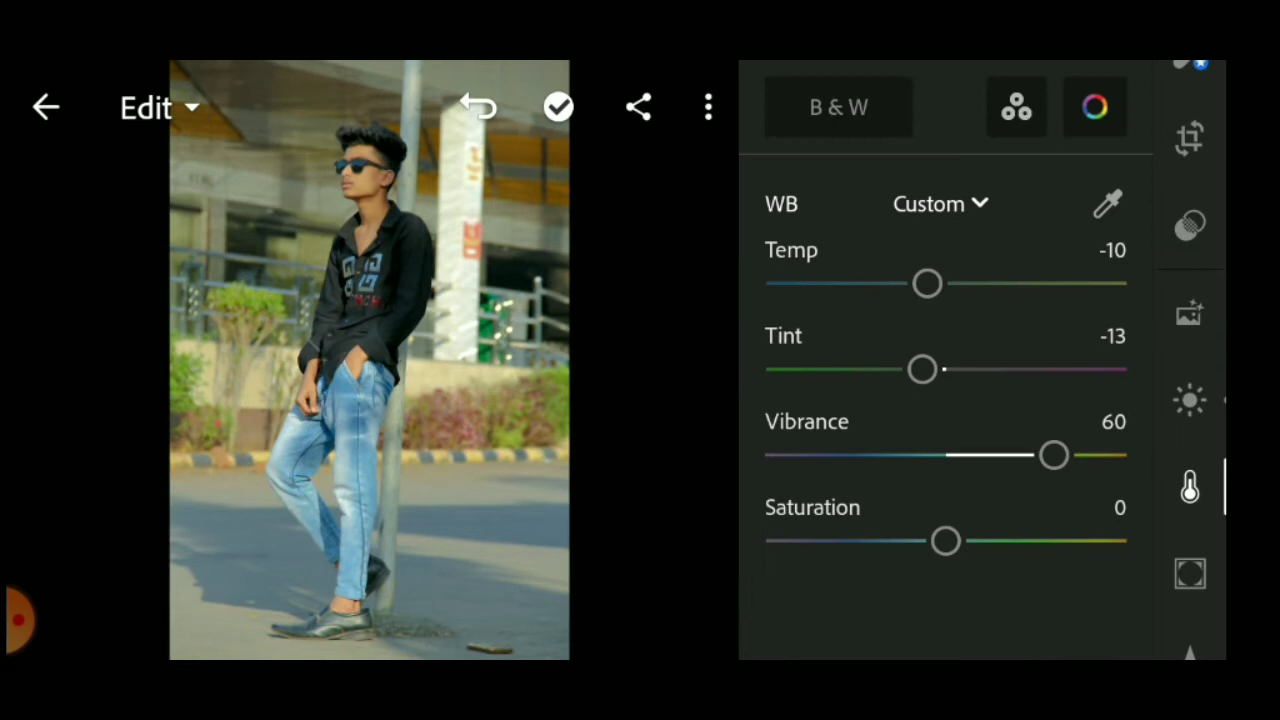 Edit
B & W
WB Custom
Temp -10
Tint -13
Vibrance 60
Saturation 0